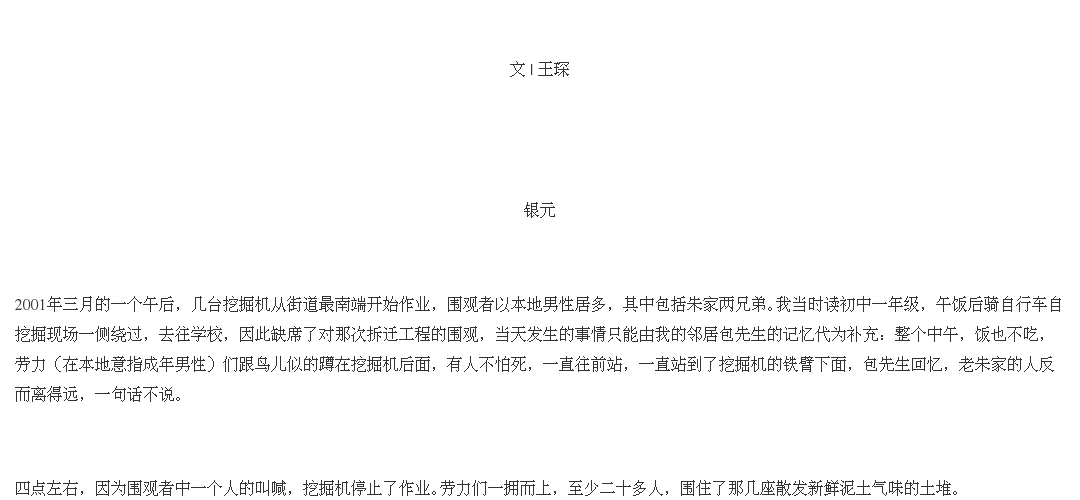 文 | 王琛
银元
2001年三月的一个午后，几台挖掘机从街道最南端开始作业，围观者以本地男性居多，其中包括朱家两兄弟。我当时读初中一年级，午饭后骑自行车自
挖掘现场一侧绕过，去往学校，因此缺席了对那次拆迁工程的围观，当天发生的事情只能由我的邻居包先生的记忆代为补充：整个中午，饭也不吃，
劳力（在本地意指成年男性）们跟鸟儿似的蹲在挖掘机后面，有人不怕死，一直往前站，一直站到了挖掘机的铁臂下面，包先生回忆，老朱家的人反
而离得远，一句话不说。
四点左右，因为围观者中一个人的叫喊，挖掘机停止了作业。劳力们一拥而上，至少二十多人，围住了那几座散发新鲜泥土气味的土堆。